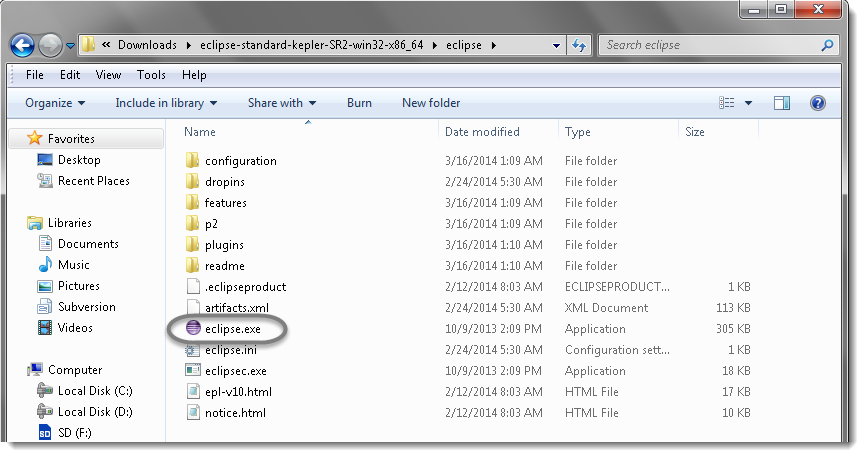 « Downloads ▸ eclipse-standard-kepler-SR2-win32-x86_64 ▸ eclipse ▸
Search eclipse
File Edit View Tools Help
Organize Include in library Share with Burn New folder
Name Date modified Type Size
Favorites
Desktop
Recent Places
Libraries
Documents
Music
Pictures
Subversion
Videos
Computer
Local Disk (C:)
Local Disk (D:)
SD (F:)
configuration 3/16/2014 1:09 AM File folder
dropins 2/24/2014 5:30 AM File folder
features 3/16/2014 1:09 AM File folder
p2 3/16/2014 1:09 AM File folder
plugins 3/16/2014 1:10 AM File folder
readme 3/16/2014 1:10 AM File folder
.eclipseproduct 2/12/2014 8:03 AM ECLIPSEPRODUCT... 1 KB
artifacts.xml 2/24/2014 5:30 AM XML Document 113 KB
eclipse.exe 10/9/2013 2:09 PM Application 305 KB
eclipse.ini 2/24/2014 5:30 AM Configuration sett... 1 KB
eclipsec.exe 10/9/2013 2:09 PM Application 18 KB
epl-v10.html 2/12/2014 8:03 AM HTML File 17 KB
notice.html 2/12/2014 8:03 AM HTML File 10 KB